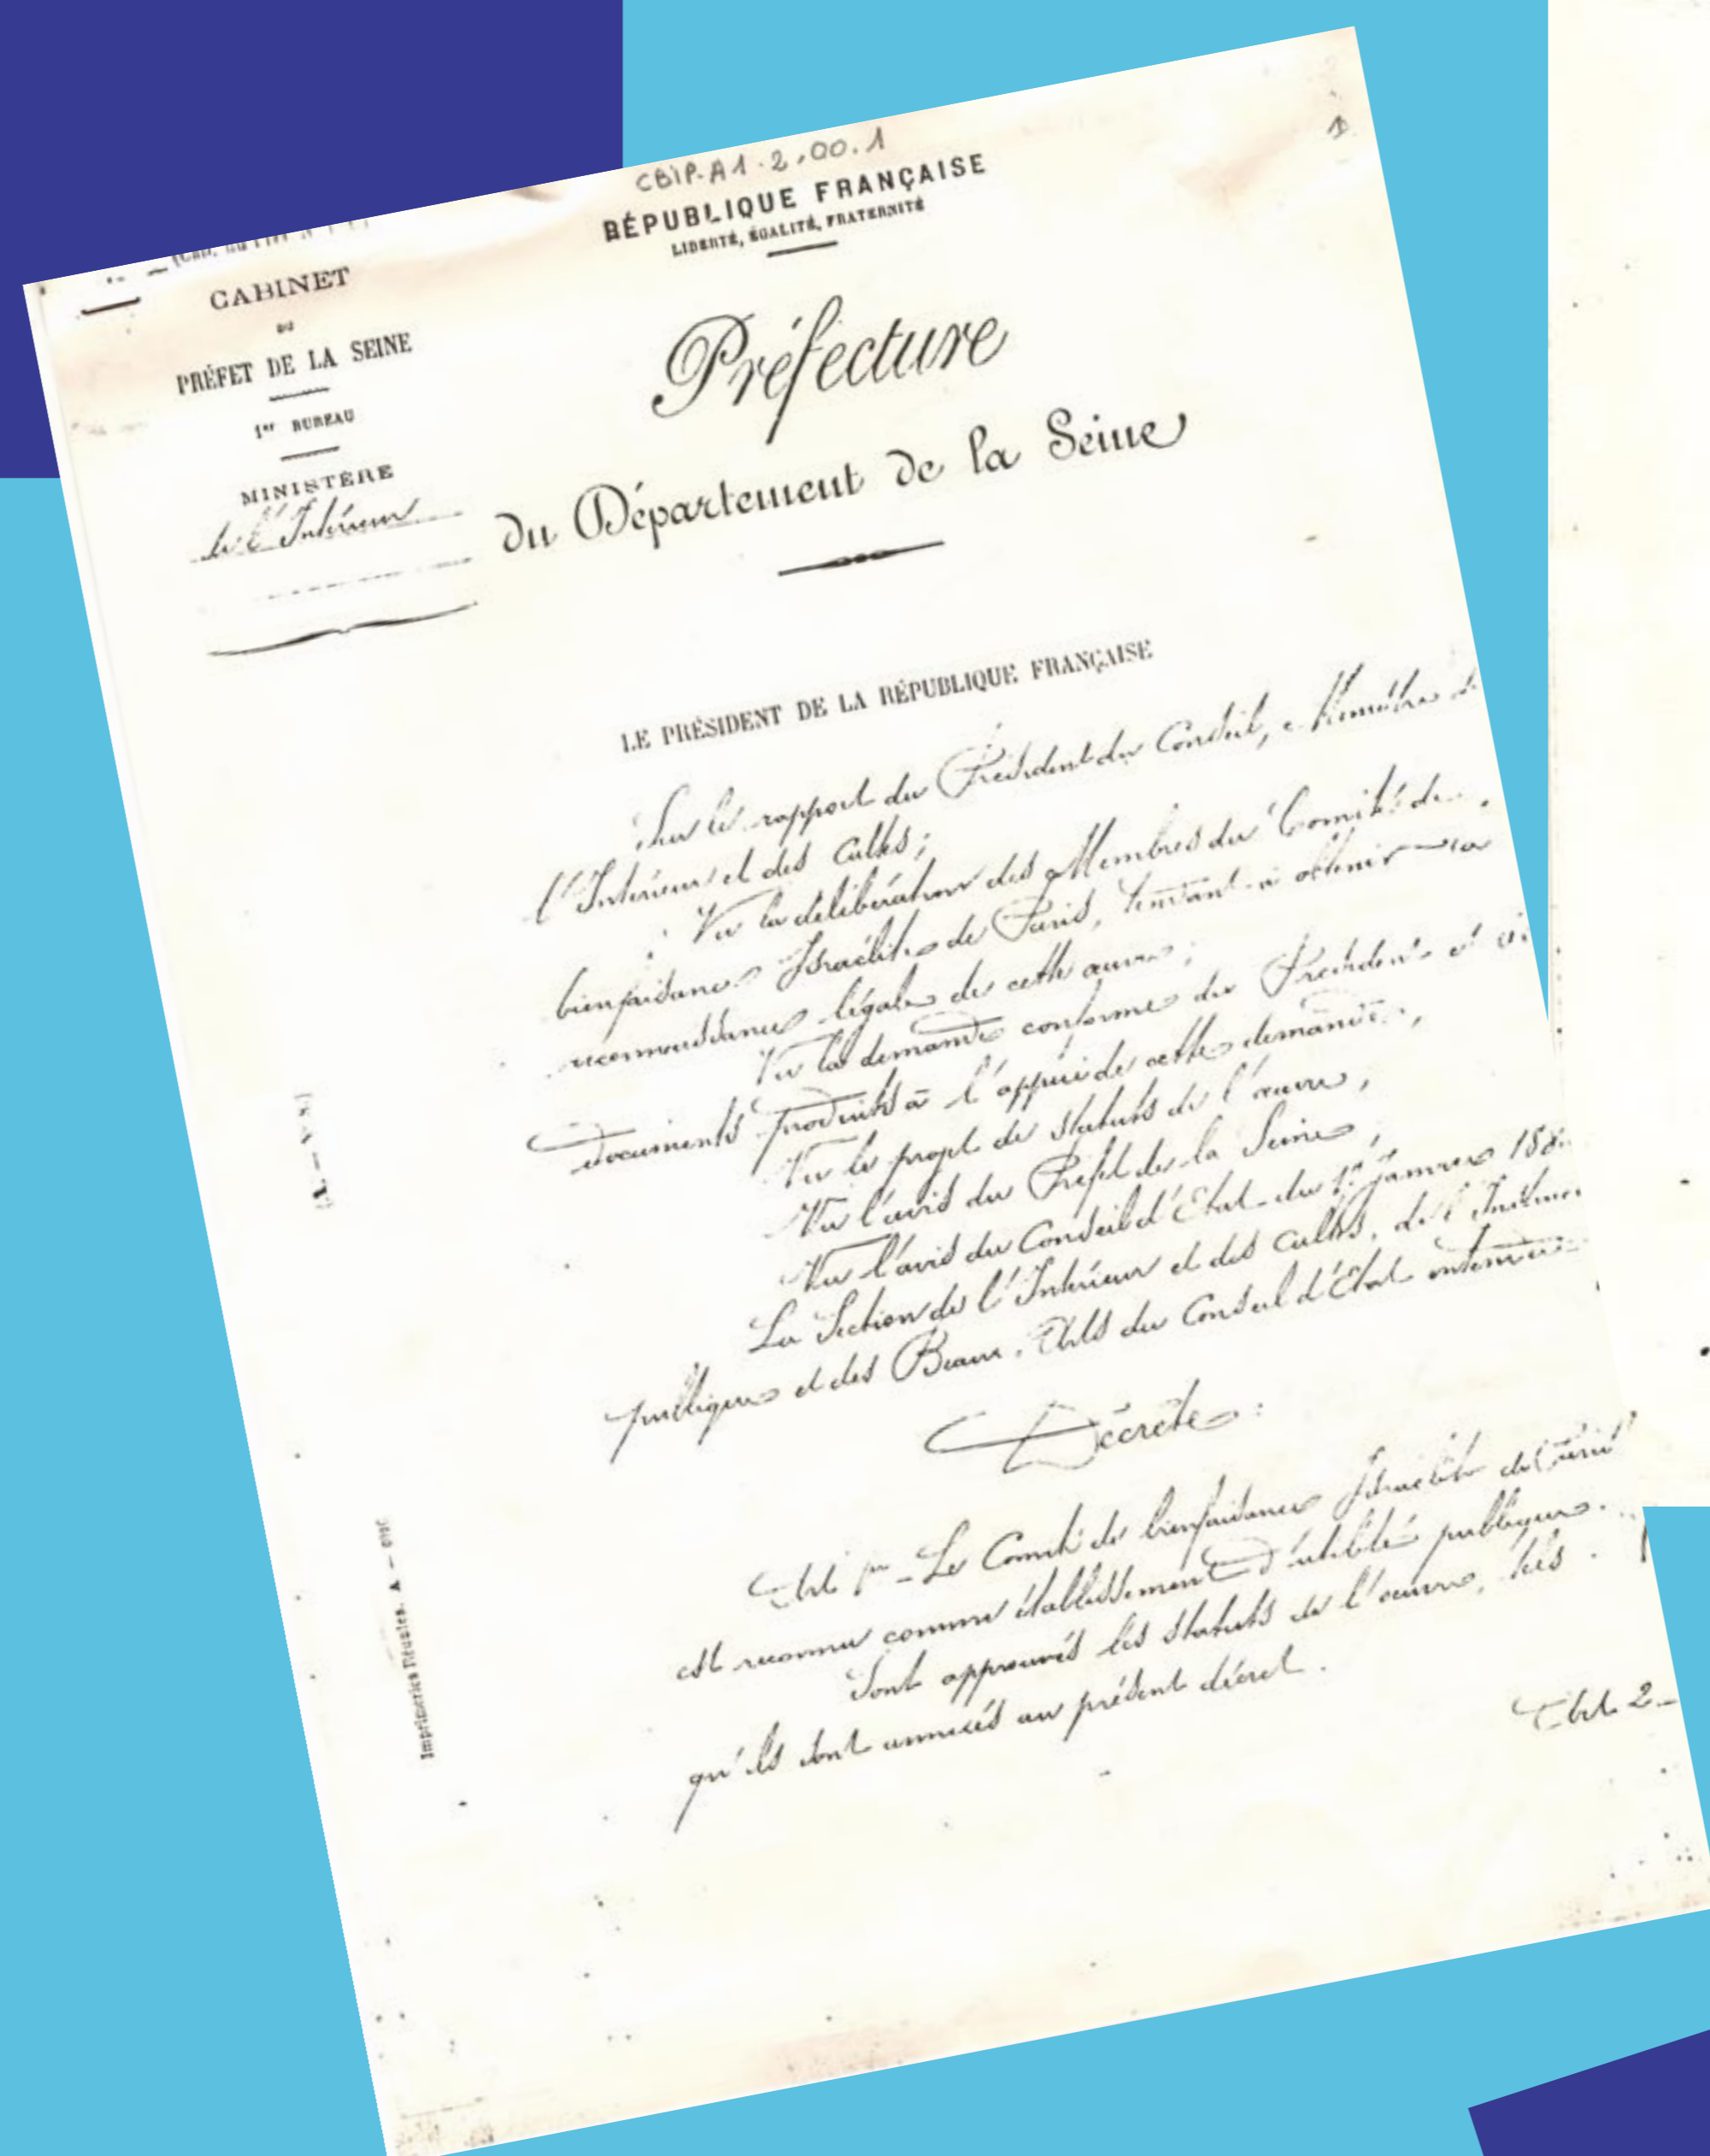 CBIP-A1-2.00.1
RÉPUBLIQUE FRANÇAISE
LIBERTÉ, ÉGALITÉ, FRATERNITÉ
CABINET
DU
PRÉFET DE LA SEINE
1er BUREAU
MINISTÈRE
de l'Intérieur
Préfecture
du Département de la Seine
LE PRÉSIDENT DE LA RÉPUBLIQUE FRANÇAISE
Sur le rapport du Président du Conseil, Ministre de
l'Intérieur et des Cultes ;
Vu la délibération des Membres du Comité de
bienfaisance Israélite de Paris, tendant à obtenir la
reconnaissance légale de cette œuvre ;
Vu la demande conforme du Président et
documents produits à l'appui de cette demande,
Vu le projet de statuts de l'œuvre,
Vu l'avis du Préfet de la Seine,
Vu l'avis du Conseil d'Etat du 1er Janvier
La Section de l'Intérieur et des Cultes, de l'
publique et des Beaux-Arts du Conseil d'Etat entendue
Décrète :
Art 1er - Le Comité de bienfaisance Israélite de Paris
est reconnu comme établissement d'utilité publique.
Sont approuvés les statuts de l'œuvre, tels
qu'ils sont annexés au présent décret.
Art 2 -
Imprimeries Réunies. A